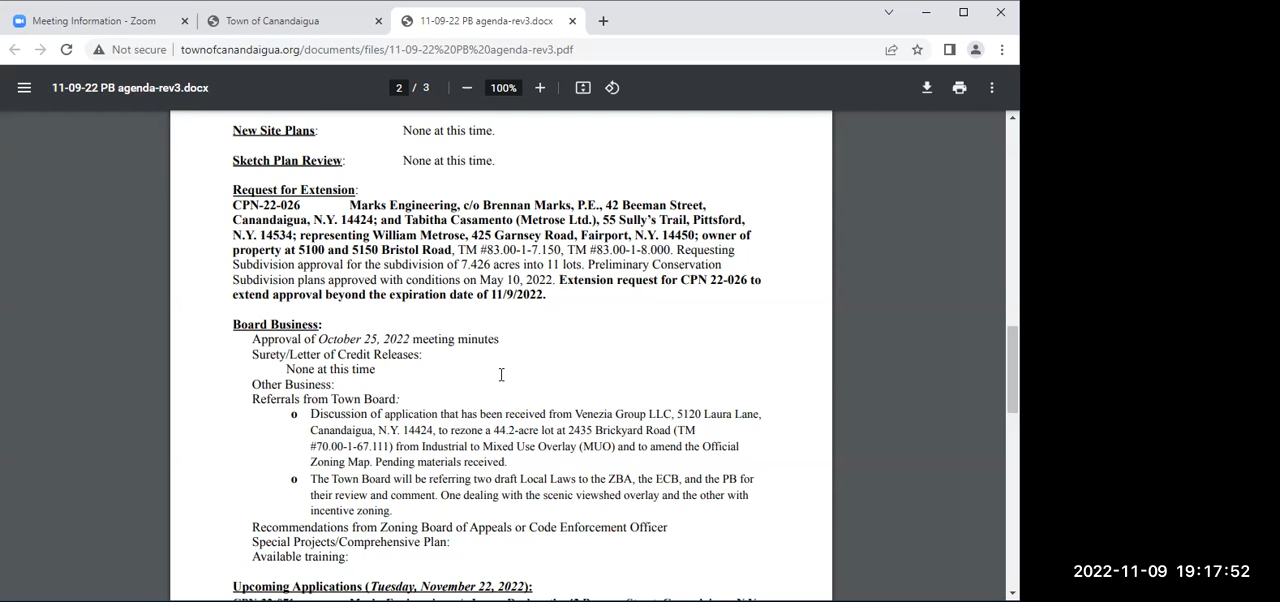 Meeting Information - Zoom
Town of Canandaigua
11-09-22 PB agenda-rev3.docx
Not secure
townofcanandaigua.org/documents/files/11-09-22%20PB%20agenda-rev3.pdf
11-09-22 PB agenda-rev3.docx
2 / 3
100%
New Site Plans: None at this time.
Sketch Plan Review: None at this time.
Request for Extension:
CPN-22-026 Marks Engineering, c/o Brennan Marks, P.E., 42 Beeman Street,
Canandaigua, N.Y. 14424; and Tabitha Casamento (Metrose Ltd.), 55 Sully's Trail, Pittsford,
N.Y. 14534; representing William Metrose, 425 Garnsey Road, Fairport, N.Y. 14450; owner of
property at 5100 and 5150 Bristol Road, TM #83.00-1-7.150, TM #83.00-1-8.000. Requesting
Subdivision approval for the subdivision of 7.426 acres into 11 lots. Preliminary Conservation
Subdivision plans approved with conditions on May 10, 2022. Extension request for CPN 22-026 to
extend approval beyond the expiration date of 11/9/2022.
Board Business:
Approval of October 25, 2022 meeting minutes
Surety/Letter of Credit Releases:
None at this time
Other Business:
Referrals from Town Board:
o Discussion of application that has been received from Venezia Group LLC, 5120 Laura Lane,
Canandaigua, N.Y. 14424, to rezone a 44.2-acre lot at 2435 Brickyard Road (TM
#70.00-1-67.111) from Industrial to Mixed Use Overlay (MUO) and to amend the Official
Zoning Map. Pending materials received.
o The Town Board will be referring two draft Local Laws to the ZBA, the ECB, and the PB for
their review and comment. One dealing with the scenic viewshed overlay and the other with
incentive zoning.
Recommendations from Zoning Board of Appeals or Code Enforcement Officer
Special Projects/Comprehensive Plan:
Available training:
Upcoming Applications (Tuesday, November 22, 2022):
2022-11-09 19:17:52